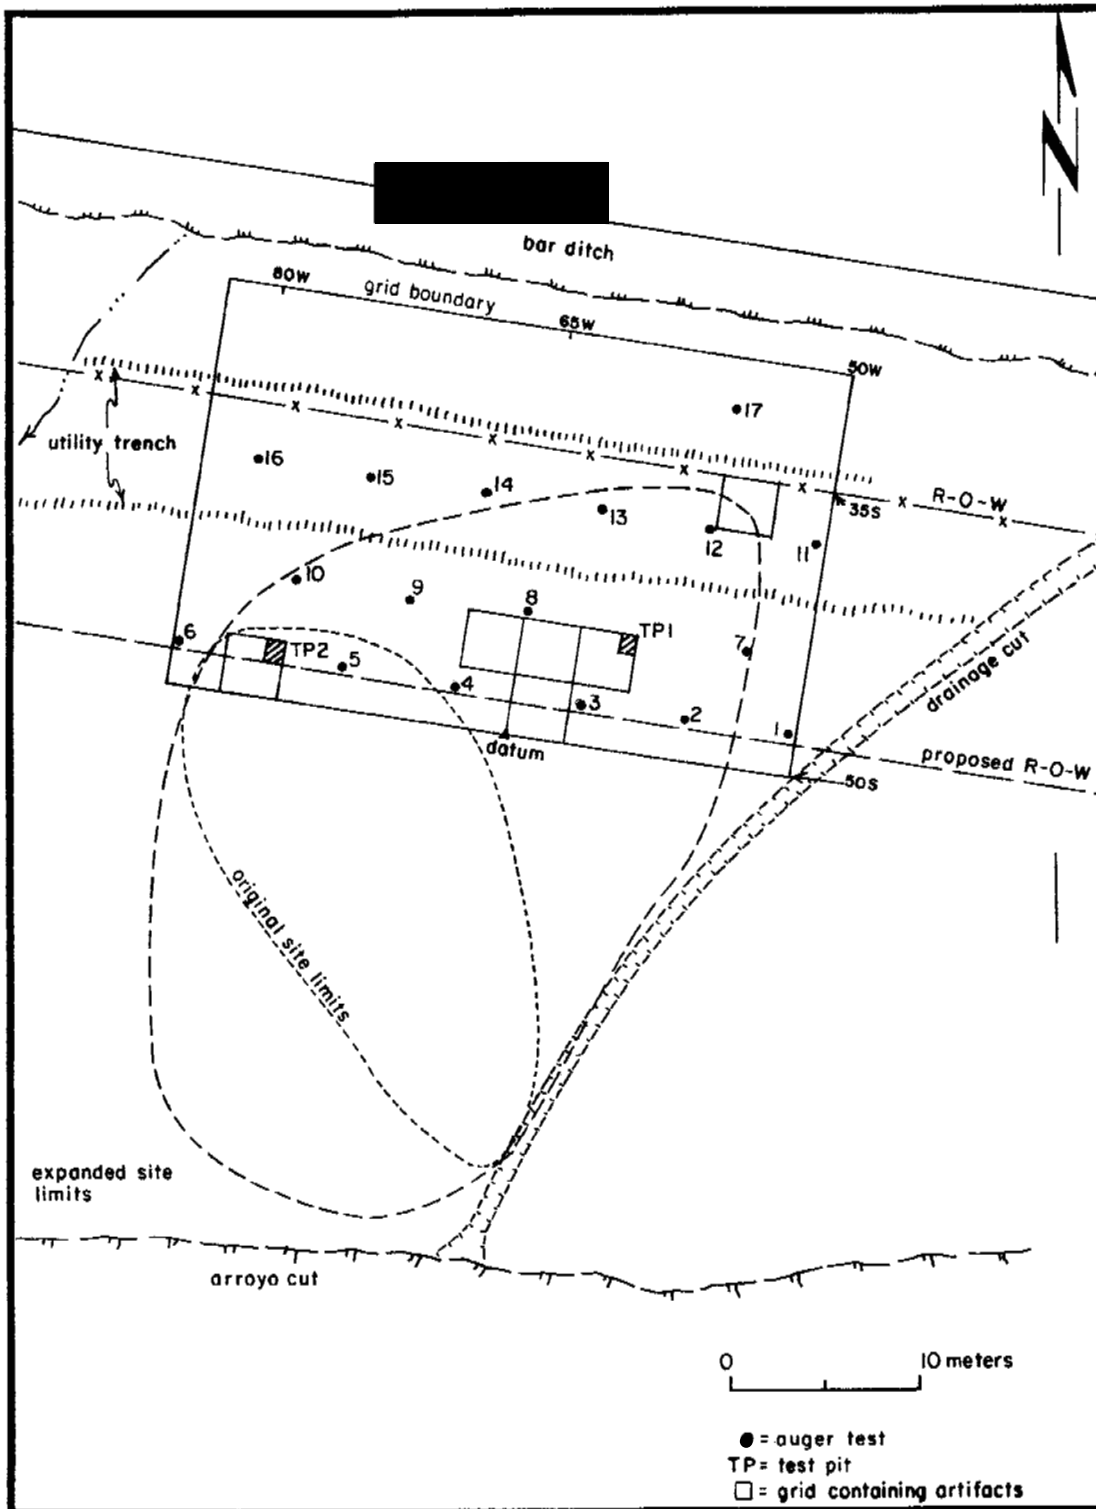 N
bar ditch
80W
grid boundary
65W
50W
17
utility trench
16
15
14
R-O-W
35S
13
12
11
10
9
8
6
TP1
TP2
5
7
4
3
2
1
drainage cut
datum
proposed R-O-W
50S
original site limits
expanded site
limits
arroyo cut
0 10 meters
● = auger test
TP = test pit
□ = grid containing artifacts